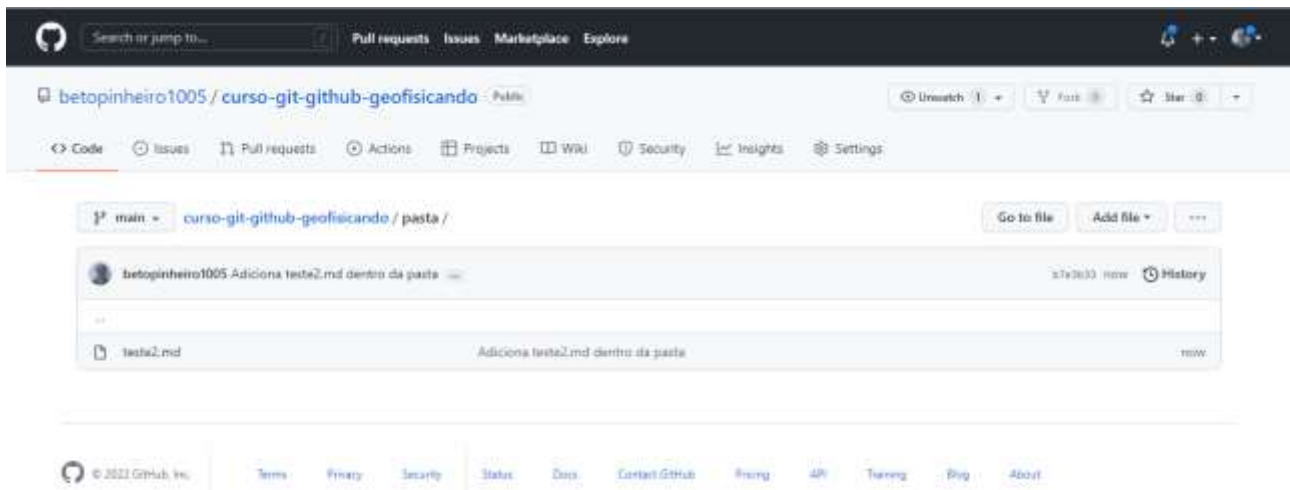 Search or jump to... / Pull requests Issues Marketplace Explore
betopinheiro1005 / curso-git-github-geofisicando Public Unwatch 1 Fork 0 Star 0
Code Issues Pull requests Actions Projects Wiki Security Insights Settings
main curso-git-github-geofisicando / pasta / Go to file Add file ...
betopinheiro1005 Adiciona teste2.md dentro da pasta ... now History
..
teste2.md Adiciona teste2.md dentro da pasta now
© 2022 GitHub, Inc. Terms Privacy Security Status Docs Contact GitHub Pricing API Training Blog About